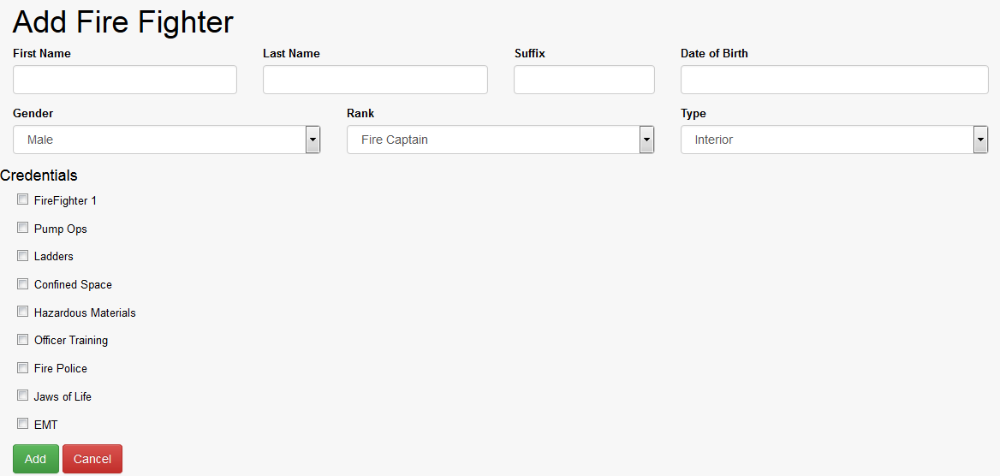 Add Fire Fighter
First Name Last Name Suffix Date of Birth
Gender Rank Type
Male Fire Captain Interior
Credentials
FireFighter 1
Pump Ops
Ladders
Confined Space
Hazardous Materials
Officer Training
Fire Police
Jaws of Life
EMT
Add Cancel